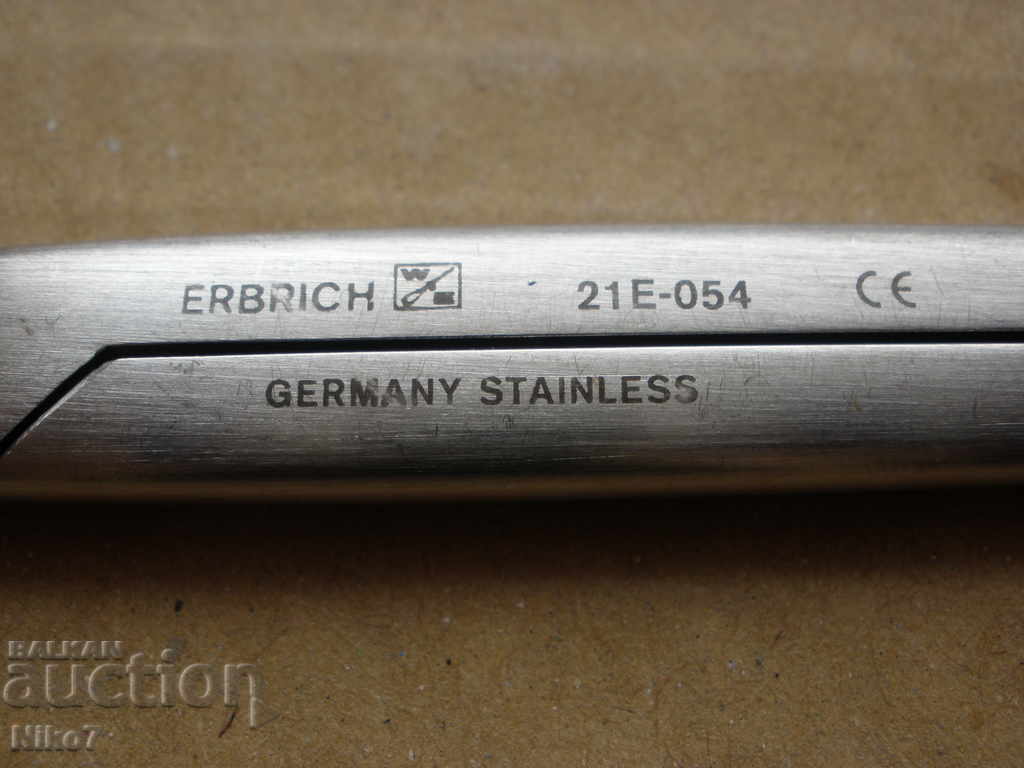 ERBRICH W E 21E-054 CE
GERMANY STAINLESS
BALKAN
auction
Niko7